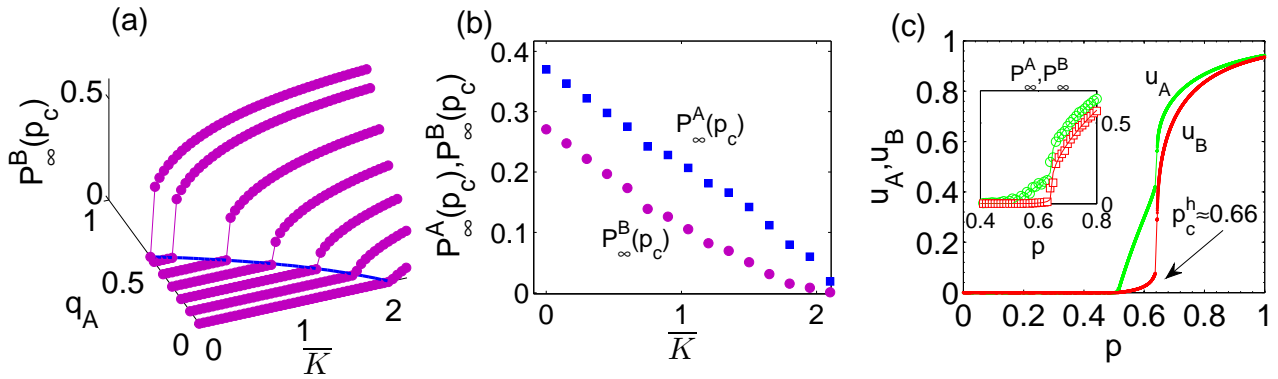 (a)
P^B_∞(p_c)
0.5
0
1
0.5
0
q_A
0
1
2
K̅
(b)
P^A_∞(p_c), P^B_∞(p_c)
0.4
0.3
0.2
0.1
0
P^A_∞(p_c)
P^B_∞(p_c)
0
1
2
K̅
(c)
u_A, u_B
1
0.8
0.6
0.4
0.2
0
P^A_∞, P^B_∞
0.5
0
0.4
0.6
0.8
p
u_A
u_B
p^h_c≈0.66
0
0.2
0.4
0.6
0.8
1
p